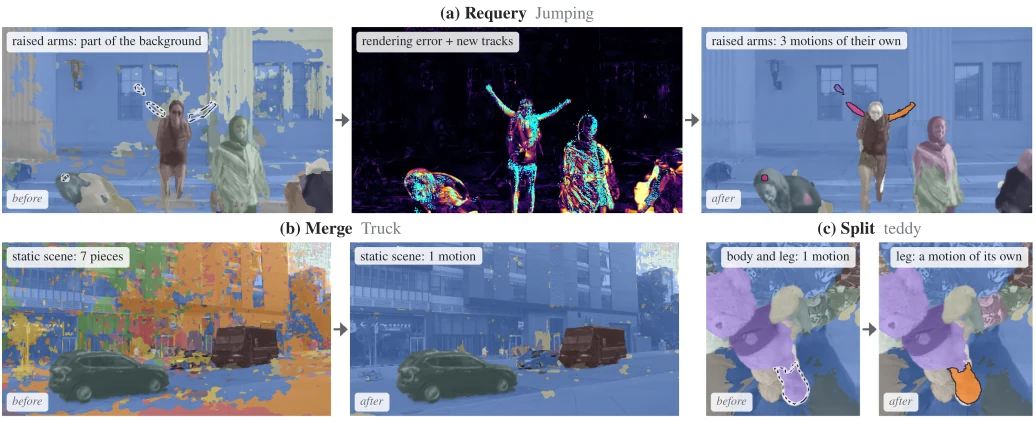 (a) Requery Jumping
raised arms: part of the background
before
rendering error + new tracks
raised arms: 3 motions of their own
after
(b) Merge Truck
static scene: 7 pieces
before
static scene: 1 motion
after
(c) Split teddy
body and leg: 1 motion
before
leg: a motion of its own
after